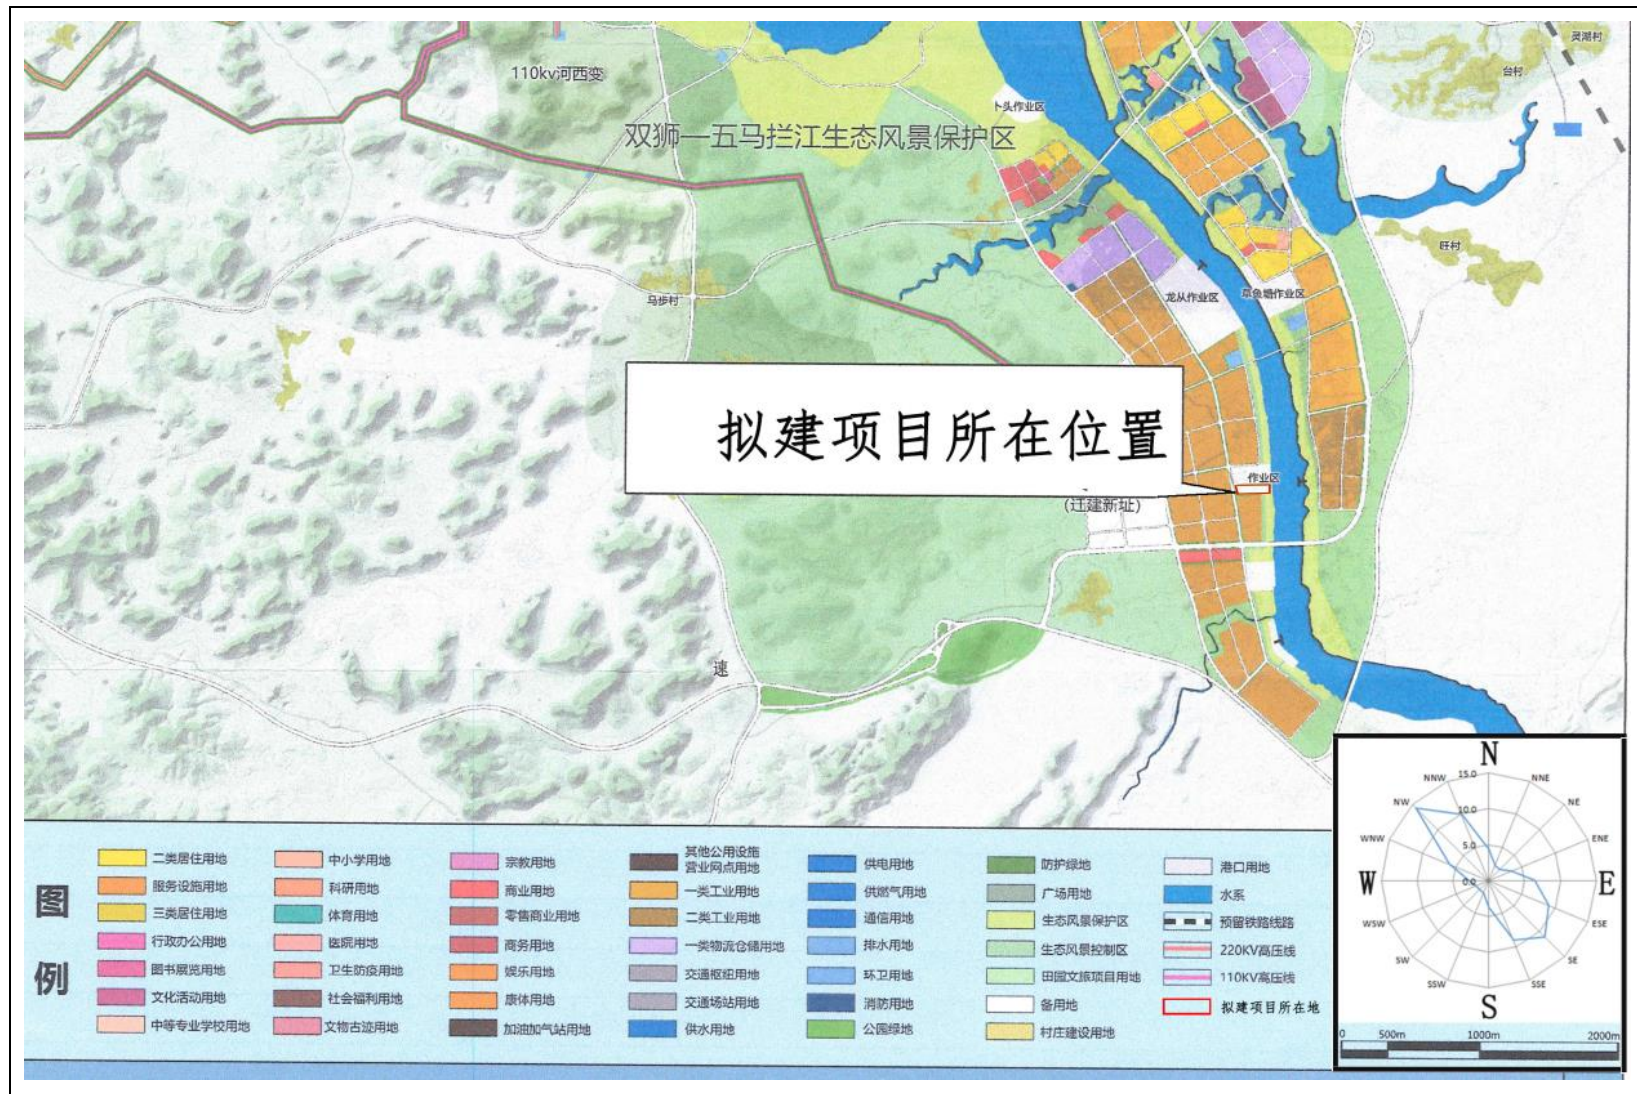 灵湖村
台村
110kv河西变
卜头作业区
双狮—五马拦江生态风景保护区
旺村
马步村
龙从作业区
草鱼塘作业区
拟建项目所在位置
作业区
(迁建新址)
速
图例
二类居住用地
服务设施用地
三类居住用地
行政办公用地
图书展览用地
文化活动用地
中等专业学校用地
中小学用地
科研用地
体育用地
医院用地
卫生防疫用地
社会福利用地
文物古迹用地
宗教用地
商业用地
零售商业用地
商务用地
娱乐用地
康体用地
加油加气站用地
其他公用设施
营业网点用地
一类工业用地
二类工业用地
一类物流仓储用地
交通枢纽用地
交通场站用地
供水用地
供电用地
供燃气用地
通信用地
排水用地
环卫用地
消防用地
公园绿地
防护绿地
广场用地
生态风景保护区
生态风景控制区
田园文旅项目用地
备用地
村庄建设用地
港口用地
水系
预留铁路线路
220KV高压线
110KV高压线
拟建项目所在地
N
NNW
15.0
NNE
NW
10.0
NE
WNW
5.0
ENE
W
0.0
E
WSW
ESE
SW
SE
SSW
SSE
S
0
500m
1000m
2000m